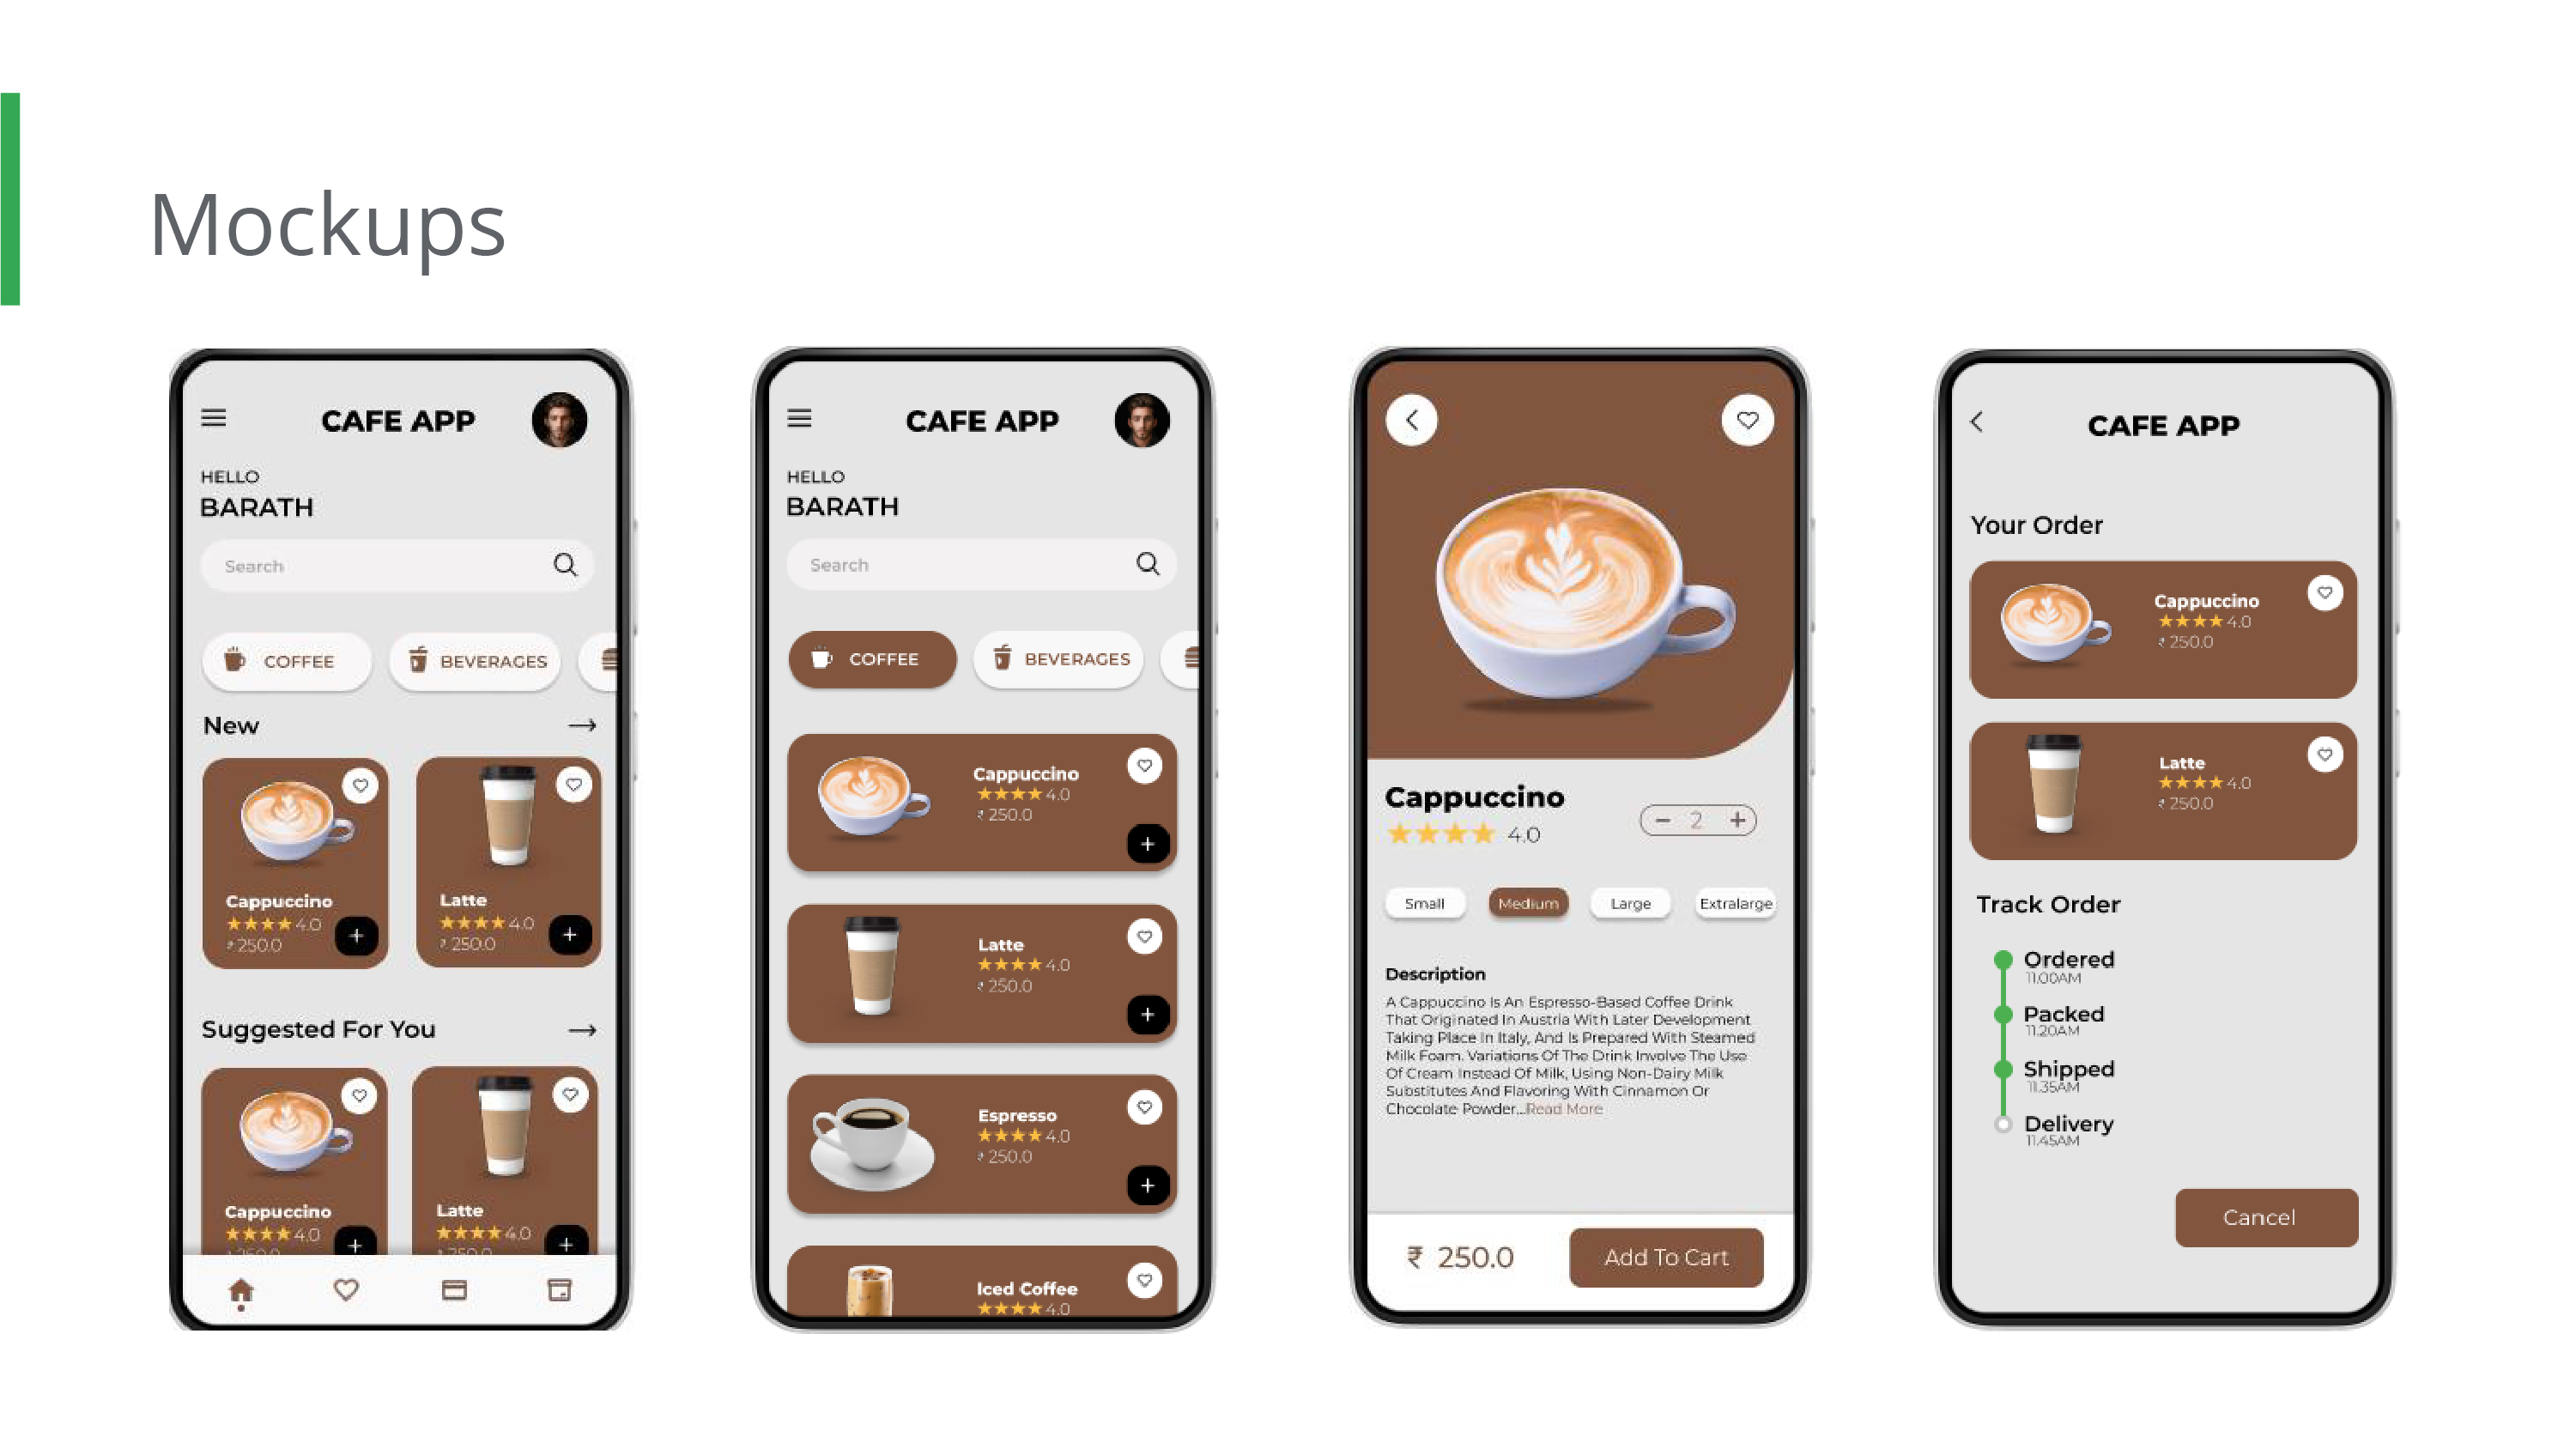 Mockups
CAFE APP
HELLO
BARATH
Search
COFFEE
BEVERAGES
New
Cappuccino
4.0
₹ 250.0
Latte
4.0
₹ 250.0
Suggested For You
Cappuccino
4.0
₹ 250.0
Latte
4.0
₹ 250.0
CAFE APP
HELLO
BARATH
Search
COFFEE
BEVERAGES
Cappuccino
4.0
₹ 250.0
Latte
4.0
₹ 250.0
Espresso
4.0
₹ 250.0
Iced Coffee
4.0
Cappuccino
4.0
2
Small
Medium
Large
Extralarge
Description
A Cappuccino Is An Espresso-Based Coffee Drink
That Originated In Austria With Later Development
Taking Place In Italy, And Is Prepared With Steamed
Milk Foam. Variations Of The Drink Involve The Use
Of Cream Instead Of Milk, Using Non-Dairy Milk
Substitutes And Flavoring With Cinnamon Or
Chocolate Powder...Read More
₹ 250.0
Add To Cart
CAFE APP
Your Order
Cappuccino
4.0
₹ 250.0
Latte
4.0
₹ 250.0
Track Order
Ordered
11.00AM
Packed
11.20AM
Shipped
11.35AM
Delivery
11.45AM
Cancel